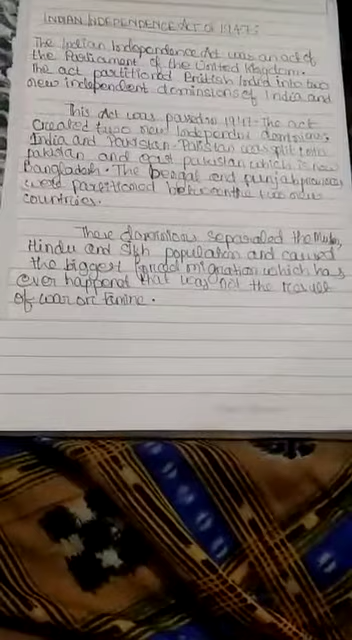 INDIAN INDEPENDENCE ACT OF 1947:
The Indian Independence Act was an act of
the Parliament of the United Kingdom.
The act partitioned British India into two
new independent dominions of India and
This Act was passed in 1947. The act
created two new independent dominions,
India and Pakistan. Pakistan was split into
pakistan and east pakistan which is now
Bangladesh. The bengal and punjab provinces
were partitioned between the two new
countries.
These dominions separated the Muslim,
Hindu and Sikh population and caused
the biggest forced migration which has
ever happened that was not the result
of war or famine.